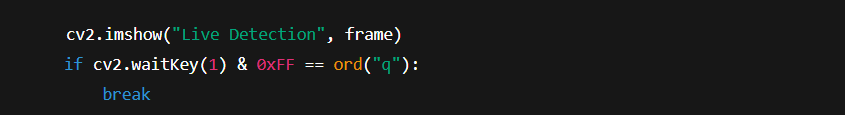 cv2.imshow("Live Detection", frame)
if cv2.waitKey(1) & 0xFF == ord("q"):
break